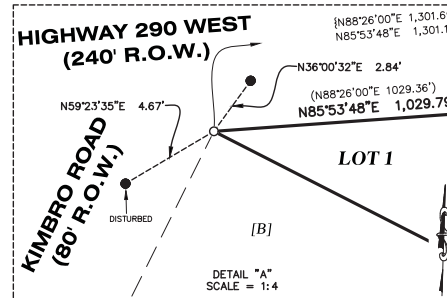 HIGHWAY 290 WEST
(240' R.O.W.)
{N88°26'00"E 1,301.6
N85°53'48"E 1,301.1
N36°00'32"E 2.84'
(N88°26'00"E 1029.36')
N85°53'48"E 1,029.79
N59°23'35"E 4.67'
LOT 1
KIMBRO ROAD
(80' R.O.W.)
DISTURBED
[B]
DETAIL "A"
SCALE = 1:4